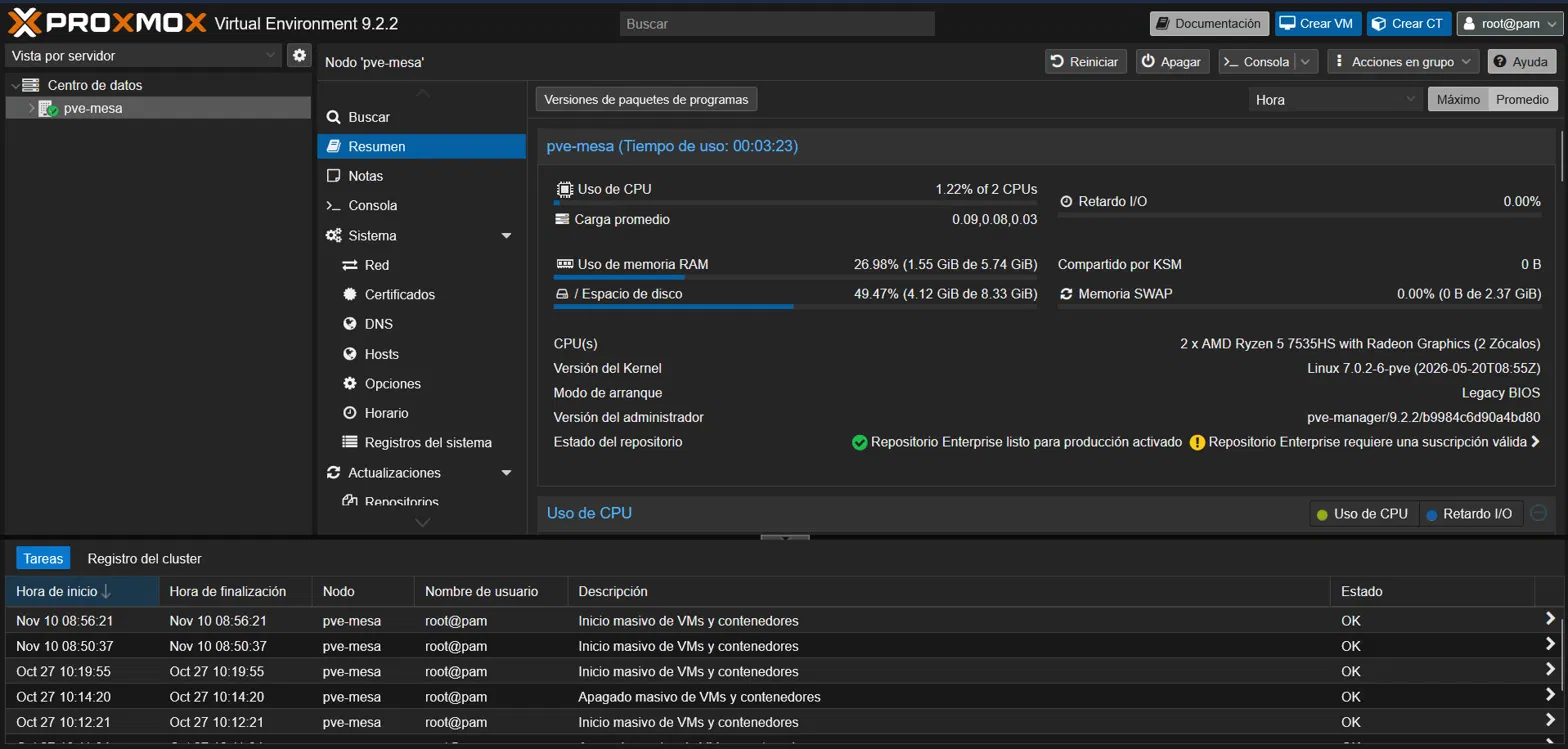 PROXMOX Virtual Environment 9.2.2 Buscar Documentación Crear VM Crear CT root@pam
Vista por servidor
Centro de datos
pve-mesa
Nodo 'pve-mesa' Reiniciar Apagar Consola Acciones en grupo Ayuda
Buscar
Resumen
Notas
Consola
Sistema
Red
Certificados
DNS
Hosts
Opciones
Horario
Registros del sistema
Actualizaciones
Repositorios
Versiones de paquetes de programas Hora Máximo Promedio
pve-mesa (Tiempo de uso: 00:03:23)
Uso de CPU 1.22% of 2 CPUs
Retardo I/O 0.00%
Carga promedio 0.09,0.08,0.03
Uso de memoria RAM 26.98% (1.55 GiB de 5.74 GiB) Compartido por KSM 0 B
/ Espacio de disco 49.47% (4.12 GiB de 8.33 GiB) Memoria SWAP 0.00% (0 B de 2.37 GiB)
CPU(s) 2 x AMD Ryzen 5 7535HS with Radeon Graphics (2 Zócalos)
Versión del Kernel Linux 7.0.2-6-pve (2026-05-20T08:55Z)
Modo de arranque Legacy BIOS
Versión del administrador pve-manager/9.2.2/b9984c6d90a4bd80
Estado del repositorio Repositorio Enterprise listo para producción activado Repositorio Enterprise requiere una suscripción válida
Uso de CPU Uso de CPU Retardo I/O
Tareas Registro del cluster
Hora de inicio Hora de finalización Nodo Nombre de usuario Descripción Estado
Nov 10 08:56:21 Nov 10 08:56:21 pve-mesa root@pam Inicio masivo de VMs y contenedores OK
Nov 10 08:50:37 Nov 10 08:50:37 pve-mesa root@pam Inicio masivo de VMs y contenedores OK
Oct 27 10:19:55 Oct 27 10:19:55 pve-mesa root@pam Inicio masivo de VMs y contenedores OK
Oct 27 10:14:20 Oct 27 10:14:20 pve-mesa root@pam Apagado masivo de VMs y contenedores OK
Oct 27 10:12:21 Oct 27 10:12:21 pve-mesa root@pam Inicio masivo de VMs y contenedores OK